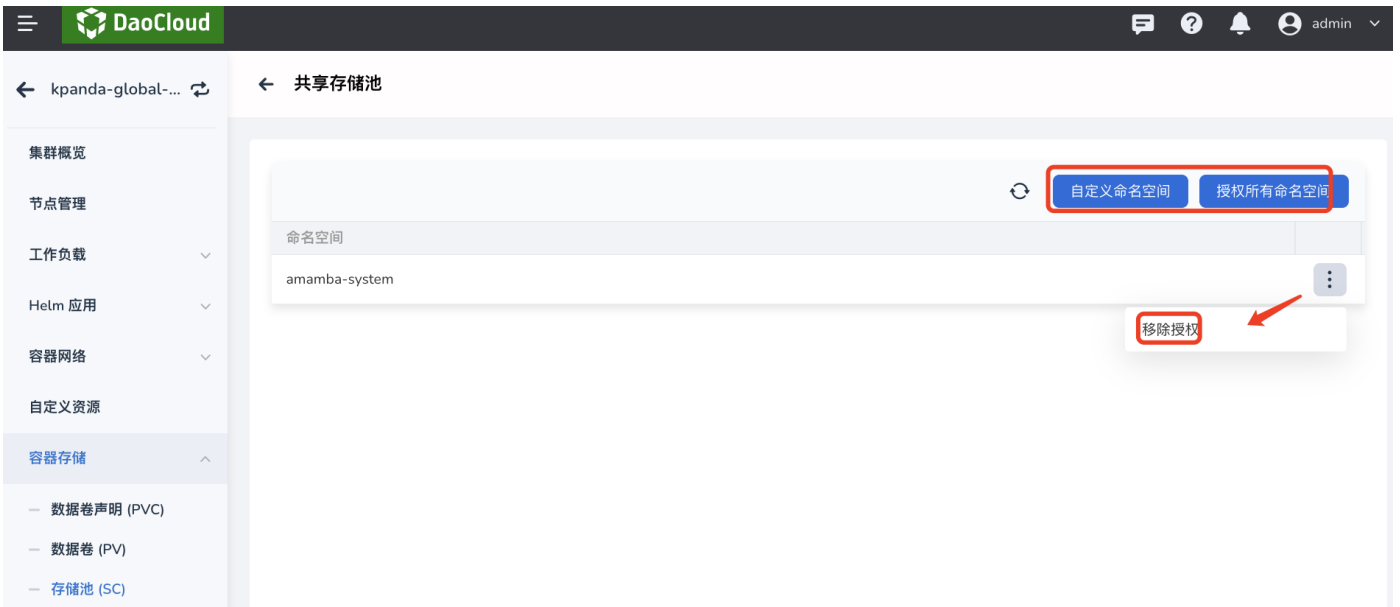 DaoCloud
admin
kpanda-global-...
共享存储池
集群概览
节点管理
工作负载
Helm 应用
容器网络
自定义资源
容器存储
数据卷声明 (PVC)
数据卷 (PV)
存储池 (SC)
自定义命名空间
授权所有命名空间
命名空间
amamba-system
移除授权